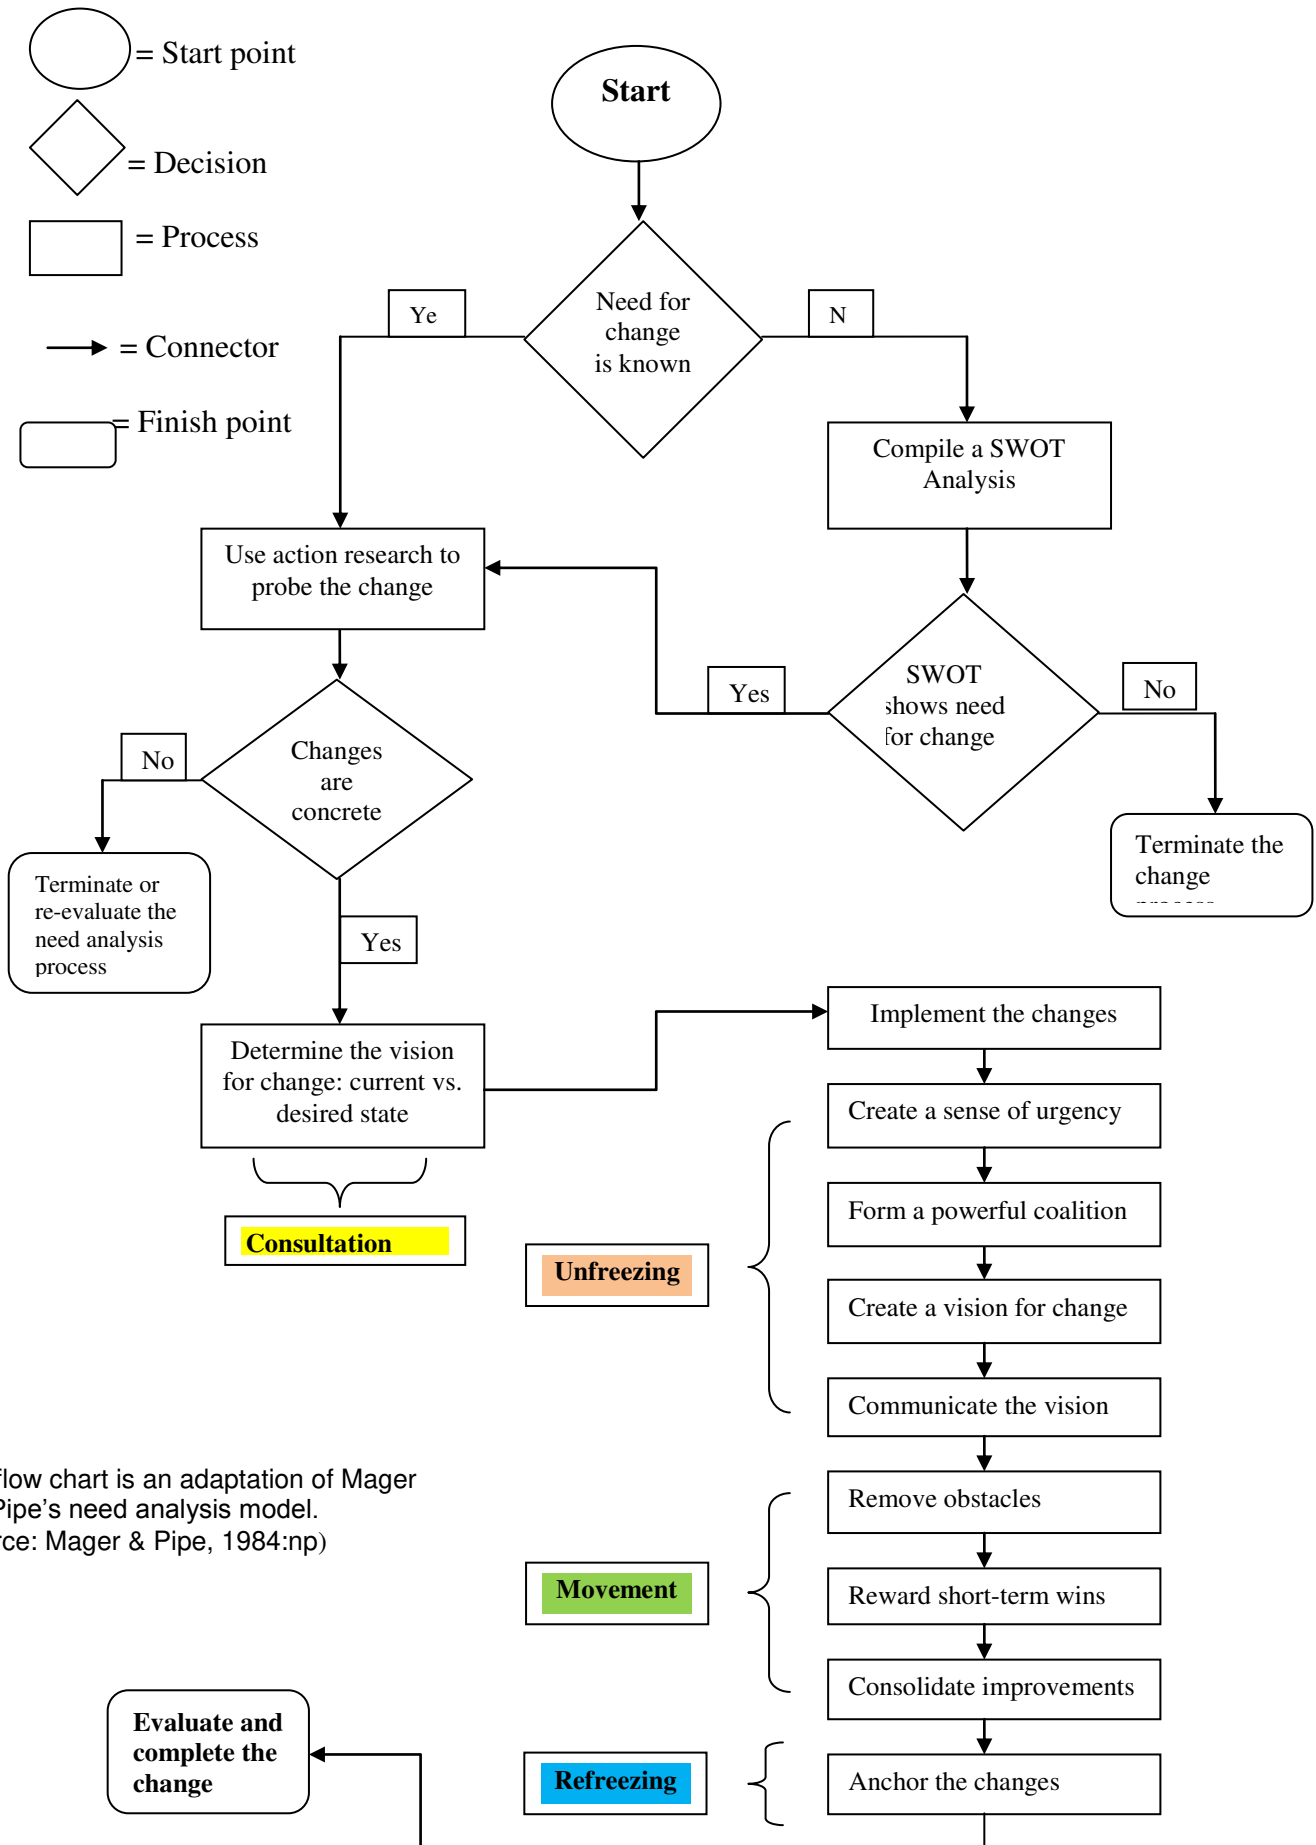 = Start point
= Decision
= Process
= Connector
= Finish point
Start
Need for
change
is known
Ye
N
Compile a SWOT
Analysis
Use action research to
probe the change
SWOT
shows need
for change
Yes
No
Changes
are
concrete
No
Terminate the
change
Terminate or
re-evaluate the
need analysis
process
Yes
Determine the vision
for change: current vs.
desired state
Consultation
Implement the changes
Create a sense of urgency
Form a powerful coalition
Unfreezing
Create a vision for change
Communicate the vision
flow chart is an adaptation of Mager
Pipe’s need analysis model.
rce: Mager & Pipe, 1984:np)
Remove obstacles
Movement
Reward short-term wins
Consolidate improvements
Evaluate and
complete the
change
Refreezing
Anchor the changes